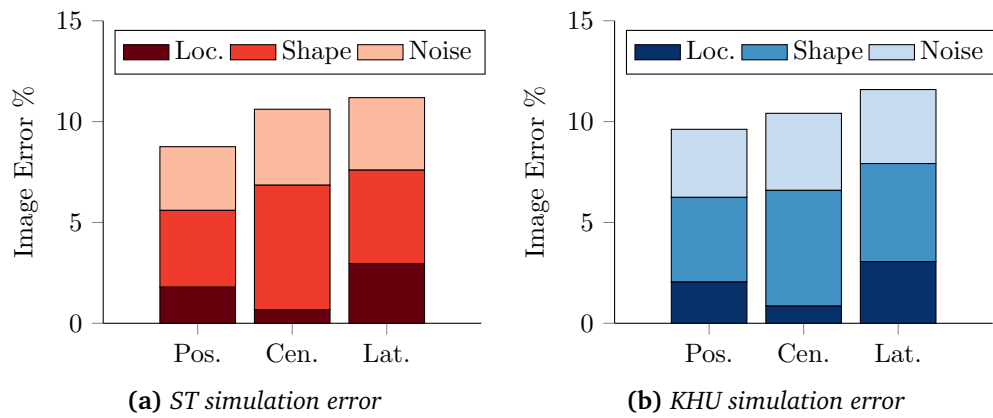 15
Loc. Shape Noise
10
5
0
Image Error %
Pos. Cen. Lat.
(a) ST simulation error
15
Loc. Shape Noise
10
5
0
Image Error %
Pos. Cen. Lat.
(b) KHU simulation error